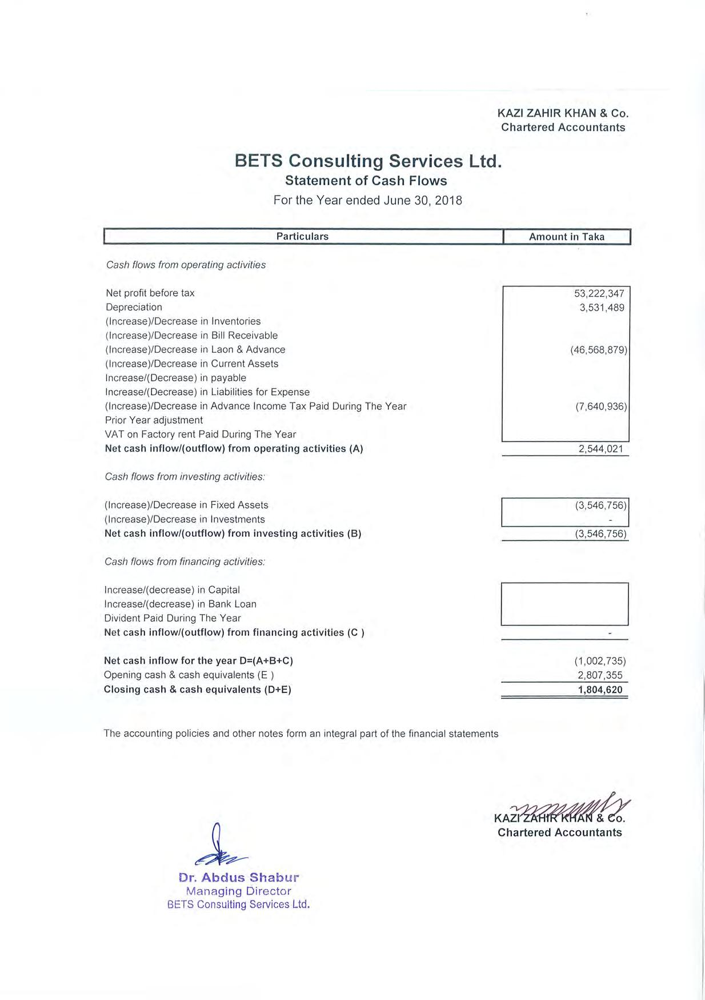 KAZI ZAHIR KHAN & Co.
Chartered Accountants
BETS Consulting Services Ltd.
Statement of Cash Flows
For the Year ended June 30, 2018
Particulars Amount in Taka
Cash flows from operating activities
Net profit before tax 53,222,347
Depreciation 3,531,489
(Increase)/Decrease in Inventories
(Increase)/Decrease in Bill Receivable
(Increase)/Decrease in Laon & Advance (46,568,879)
(Increase)/Decrease in Current Assets
Increase/(Decrease) in payable
Increase/(Decrease) in Liabilities for Expense
(Increase)/Decrease in Advance Income Tax Paid During The Year (7,640,936)
Prior Year adjustment
VAT on Factory rent Paid During The Year
Net cash inflow/(outflow) from operating activities (A) 2,544,021
Cash flows from investing activities:
(Increase)/Decrease in Fixed Assets (3,546,756)
(Increase)/Decrease in Investments -
Net cash inflow/(outflow) from investing activities (B) (3,546,756)
Cash flows from financing activities:
Increase/(decrease) in Capital
Increase/(decrease) in Bank Loan
Divident Paid During The Year
Net cash inflow/(outflow) from financing activities (C ) -
Net cash inflow for the year D=(A+B+C) (1,002,735)
Opening cash & cash equivalents (E ) 2,807,355
Closing cash & cash equivalents (D+E) 1,804,620
The accounting policies and other notes form an integral part of the financial statements
KAZI ZAHIR KHAN & Co.
Chartered Accountants
Dr. Abdus Shabur
Managing Director
BETS Consulting Services Ltd.